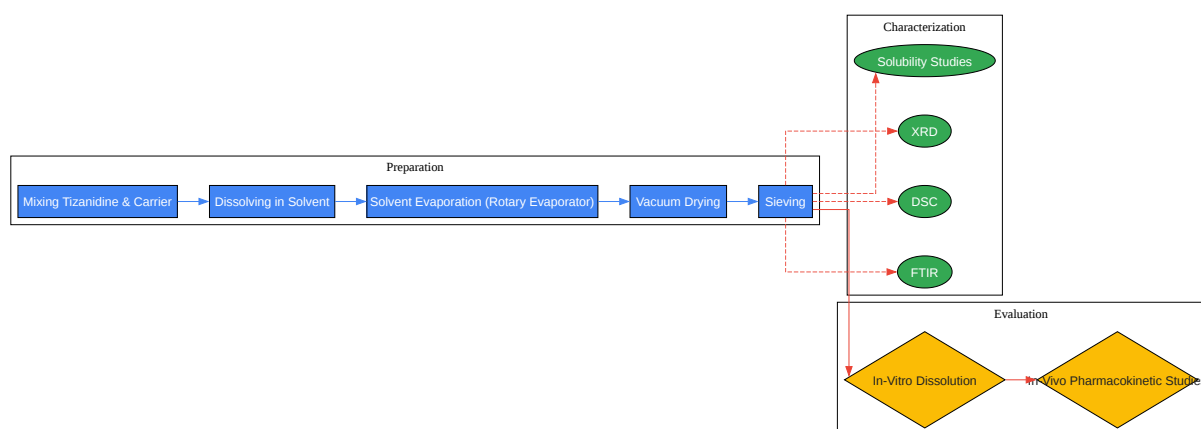 Characterization
Solubility Studies
XRD
Preparation
Mixing Tizanidine & Carrier
Dissolving in Solvent
Solvent Evaporation (Rotary Evaporator)
Vacuum Drying
Sieving
DSC
FTIR
Evaluation
In-Vitro Dissolution
In-Vivo Pharmacokinetic Studie